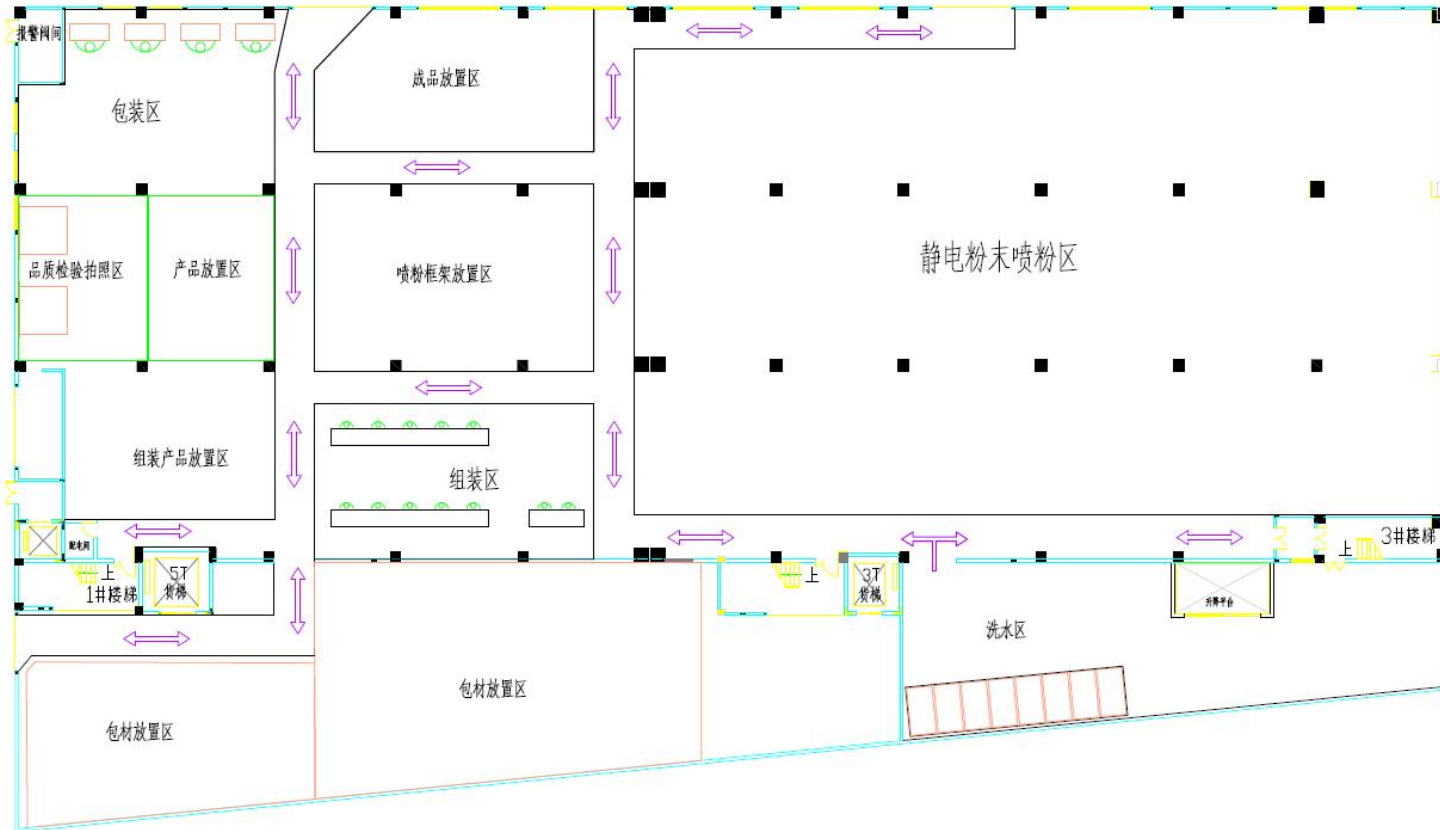 报警阀间
包装区
成品放置区
品质检验拍照区
产品放置区
喷粉框架放置区
静电粉末喷粉区
组装产品放置区
组装区
配电间
上
1#楼梯
5T
货梯
上
3T
货梯
上
3#楼梯
升降平台
洗水区
包材放置区
包材放置区